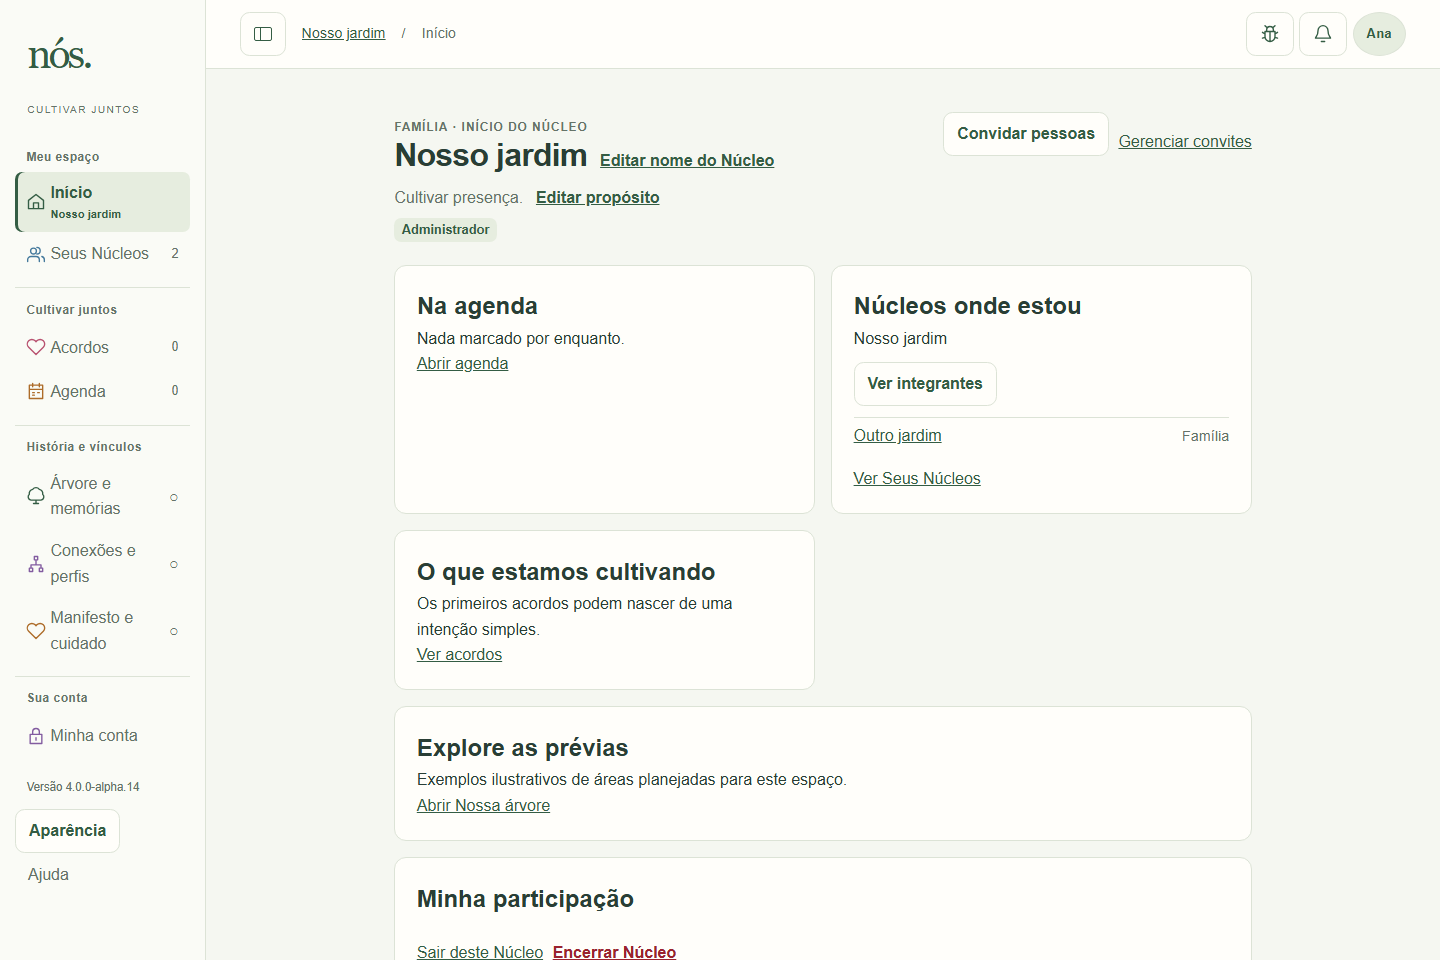 nós.
CULTIVAR JUNTOS
Meu espaço
Início
Nosso jardim
Seus Núcleos 2
Cultivar juntos
Acordos 0
Agenda 0
História e vínculos
Árvore e
memórias
Conexões e
perfis
Manifesto e
cuidado
Sua conta
Minha conta
Versão 4.0.0-alpha.14
Aparência
Ajuda
Nosso jardim / Início
Ana
FAMÍLIA · INÍCIO DO NÚCLEO
Nosso jardim Editar nome do Núcleo
Convidar pessoas Gerenciar convites
Cultivar presença. Editar propósito
Administrador
Na agenda
Nada marcado por enquanto.
Abrir agenda
Núcleos onde estou
Nosso jardim
Ver integrantes
Outro jardim Família
Ver Seus Núcleos
O que estamos cultivando
Os primeiros acordos podem nascer de uma
intenção simples.
Ver acordos
Explore as prévias
Exemplos ilustrativos de áreas planejadas para este espaço.
Abrir Nossa árvore
Minha participação
Sair deste Núcleo Encerrar Núcleo